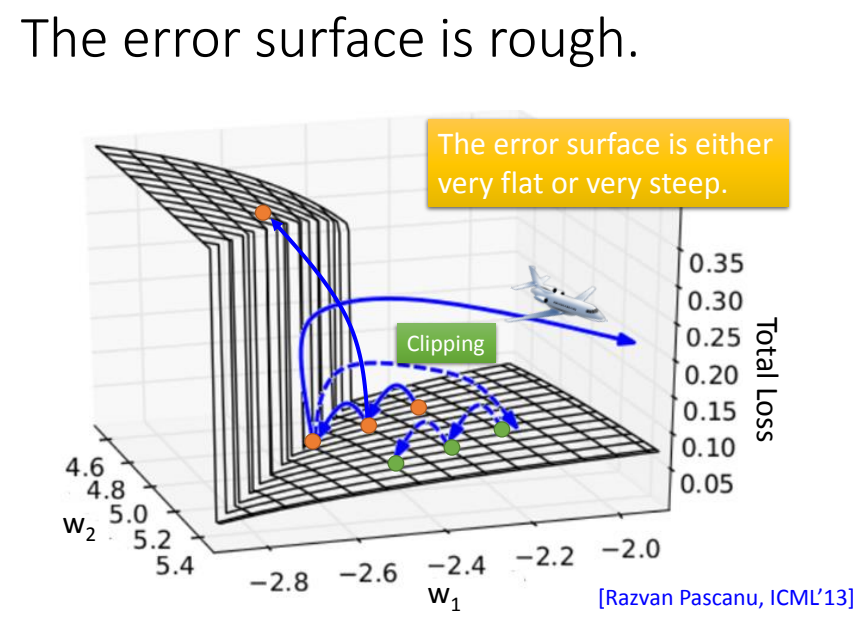 The error surface is rough.
The error surface is either
very flat or very steep.
Clipping
0.35
0.30
0.25
0.20
0.15
0.10
0.05
Total Loss
4.6
4.8
5.0
5.2
5.4
w2
−2.8
−2.6
−2.4
−2.2
−2.0
w1
[Razvan Pascanu, ICML’13]